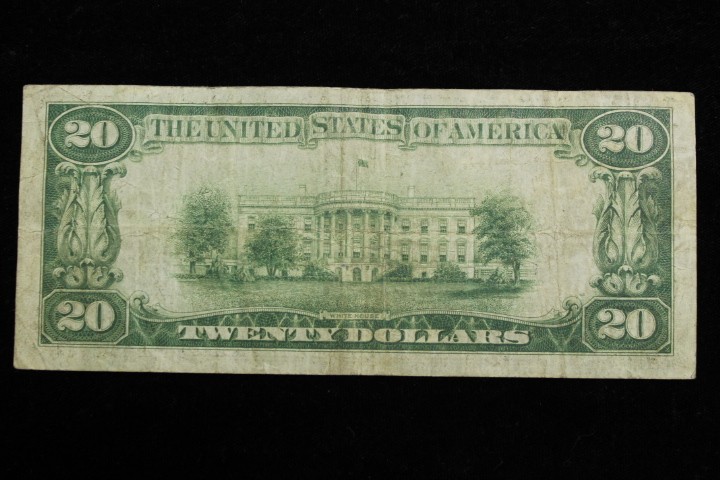 20 THE UNITED STATES OF AMERICA 20
WHITE HOUSE
20 TWENTY DOLLARS 20